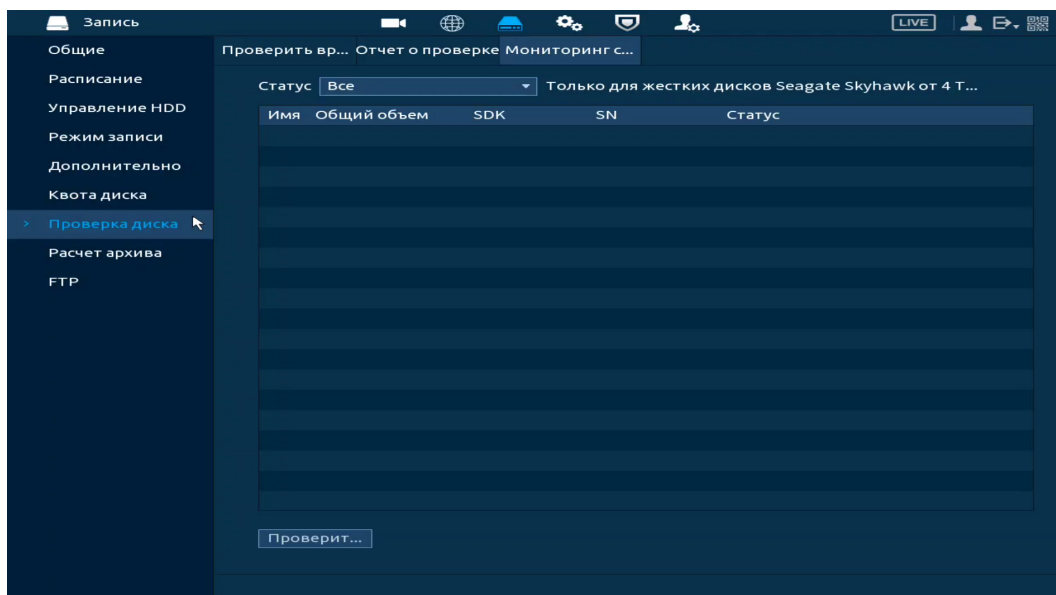 Запись LIVE
Общие
Расписание
Управление HDD
Режим записи
Дополнительно
Квота диска
> Проверка диска
Расчет архива
FTP
Проверить вр... Отчет о проверке Мониторинг с...
Статус Все Только для жестких дисков Seagate Skyhawk от 4 Т...
Имя Общий объем SDK SN Статус
Проверит...